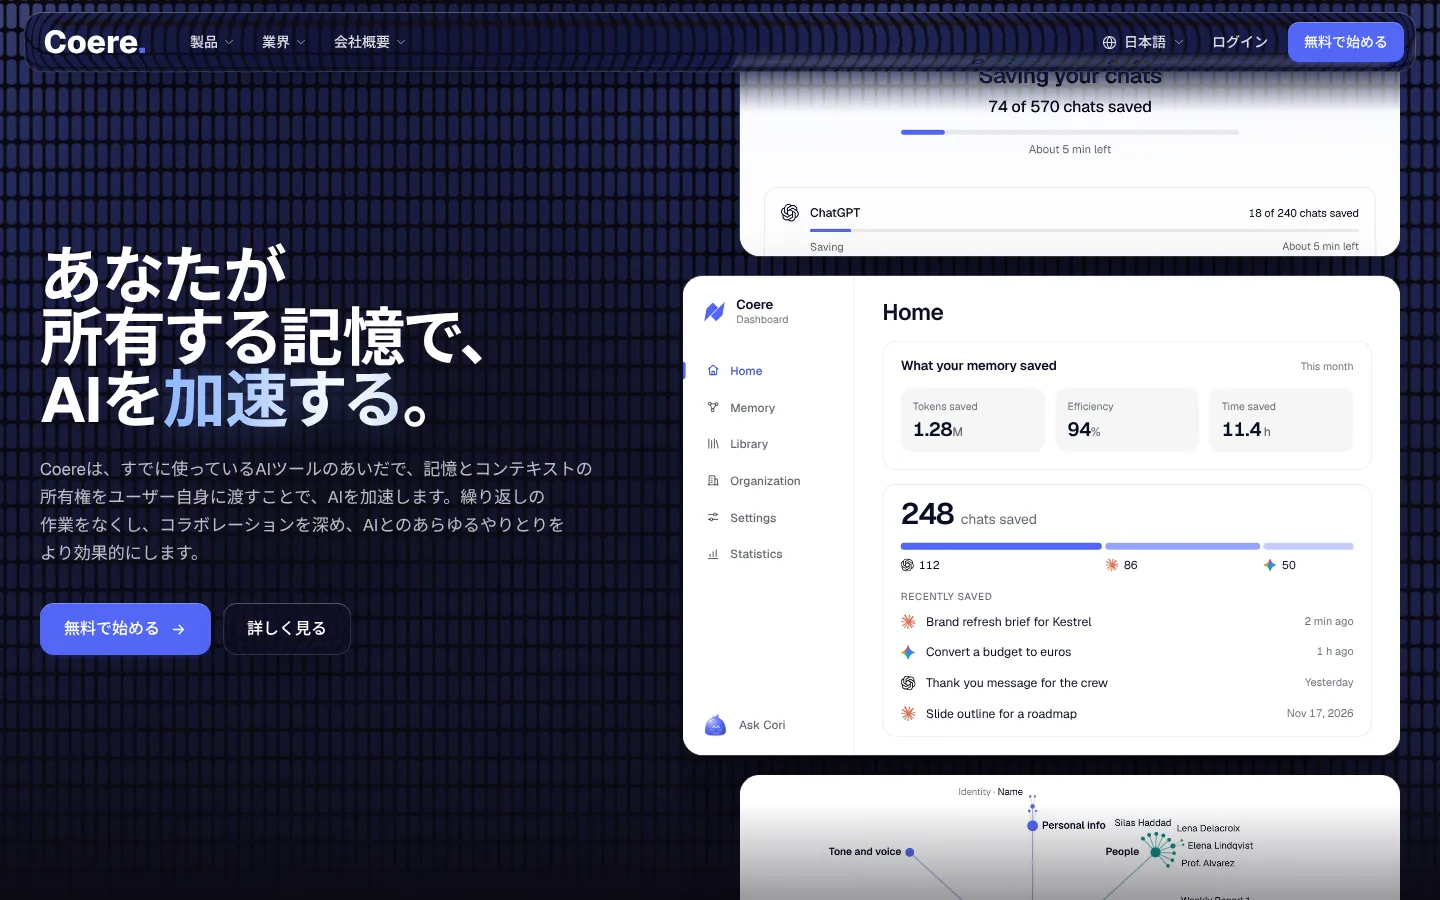 Coere.
製品
業界
会社概要
日本語
ログイン
無料で始める
あなたが
所有する記憶で、
AIを加速する。
Coereは、すでに使っているAIツールのあいだで、記憶とコンテキストの
所有権をユーザー自身に渡すことで、AIを加速します。繰り返しの
作業をなくし、コラボレーションを深め、AIとのあらゆるやりとりを
より効果的にします。
無料で始める →
詳しく見る
Saving your chats
74 of 570 chats saved
About 5 min left
ChatGPT
18 of 240 chats saved
Saving
About 5 min left
Coere
Dashboard
Home
Memory
Library
Organization
Settings
Statistics
Ask Cori
Home
What your memory saved
This month
Tokens saved
1.28M
Efficiency
94%
Time saved
11.4 h
248 chats saved
112
86
50
RECENTLY SAVED
Brand refresh brief for Kestrel
2 min ago
Convert a budget to euros
1 h ago
Thank you message for the crew
Yesterday
Slide outline for a roadmap
Nov 17, 2026
Identity · Name
Personal info
Silas Haddad
Lena Delacroix
Tone and voice
People
Elena Lindqvist
Prof. Alvarez